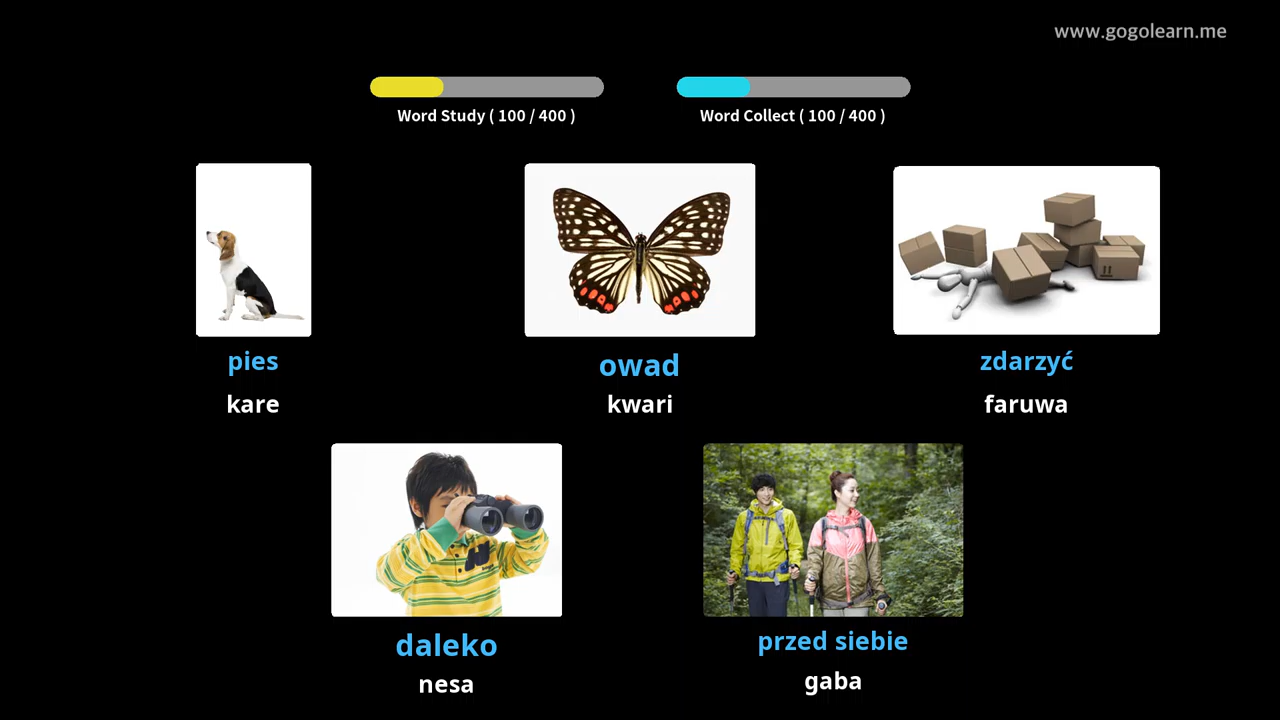 www.gogolearn.me
Word Study ( 100 / 400 )
Word Collect ( 100 / 400 )
pies
kare
owad
kwari
zdarzyć
faruwa
daleko
nesa
przed siebie
gaba